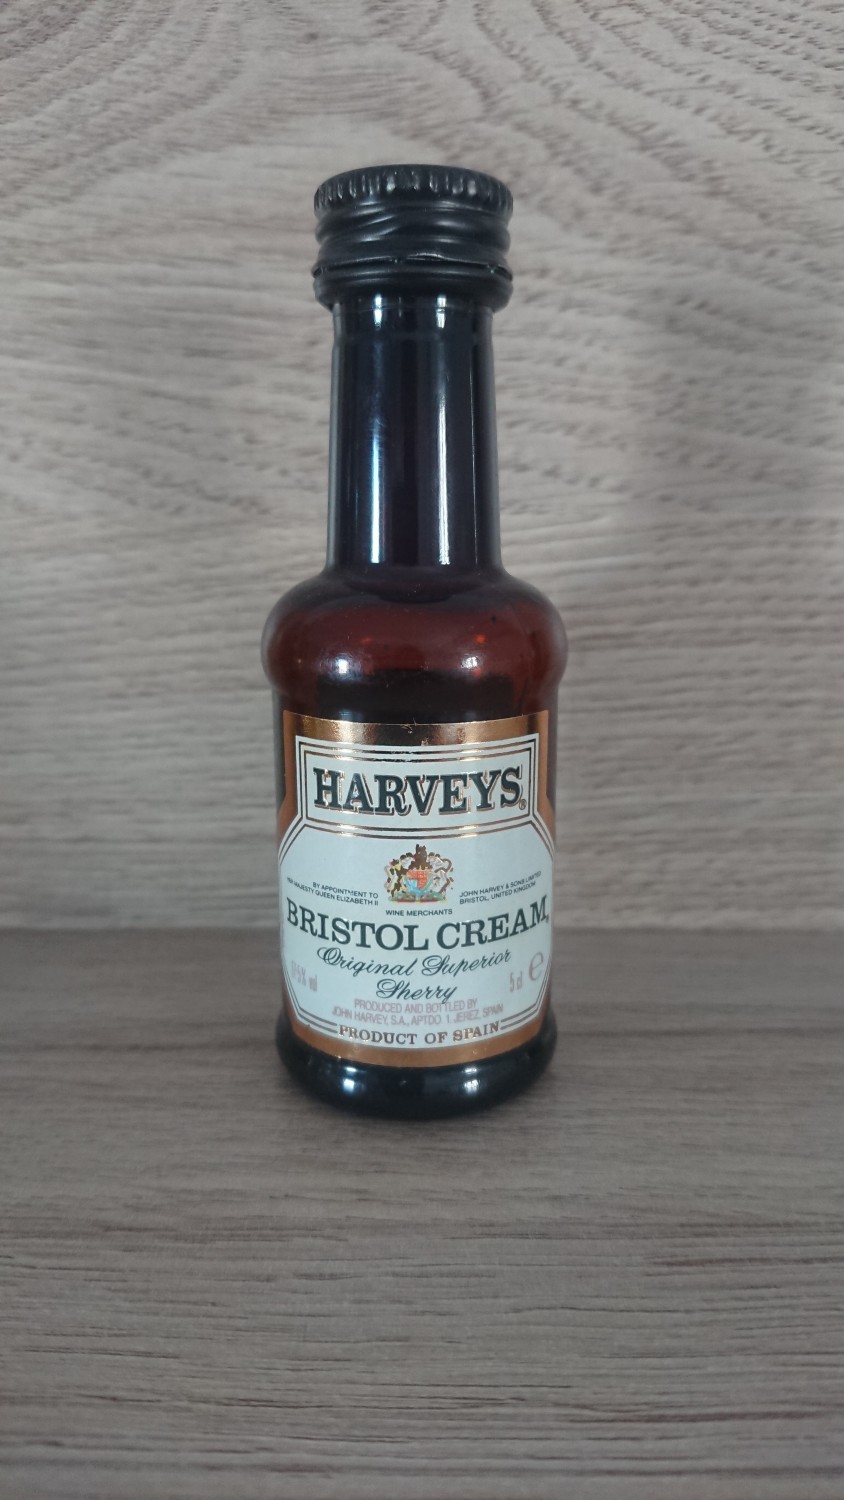 HARVEYS®
BY APPOINTMENT TO
HER MAJESTY QUEEN ELIZABETH II
JOHN HARVEY & SONS LIMITED
BRISTOL, UNITED KINGDOM
WINE MERCHANTS
BRISTOL CREAM
Original Superior
Sherry
% vol
5 cl e
PRODUCED AND BOTTLED BY
JOHN HARVEY, S.A., APTDO. 1, JEREZ, SPAIN
PRODUCT OF SPAIN